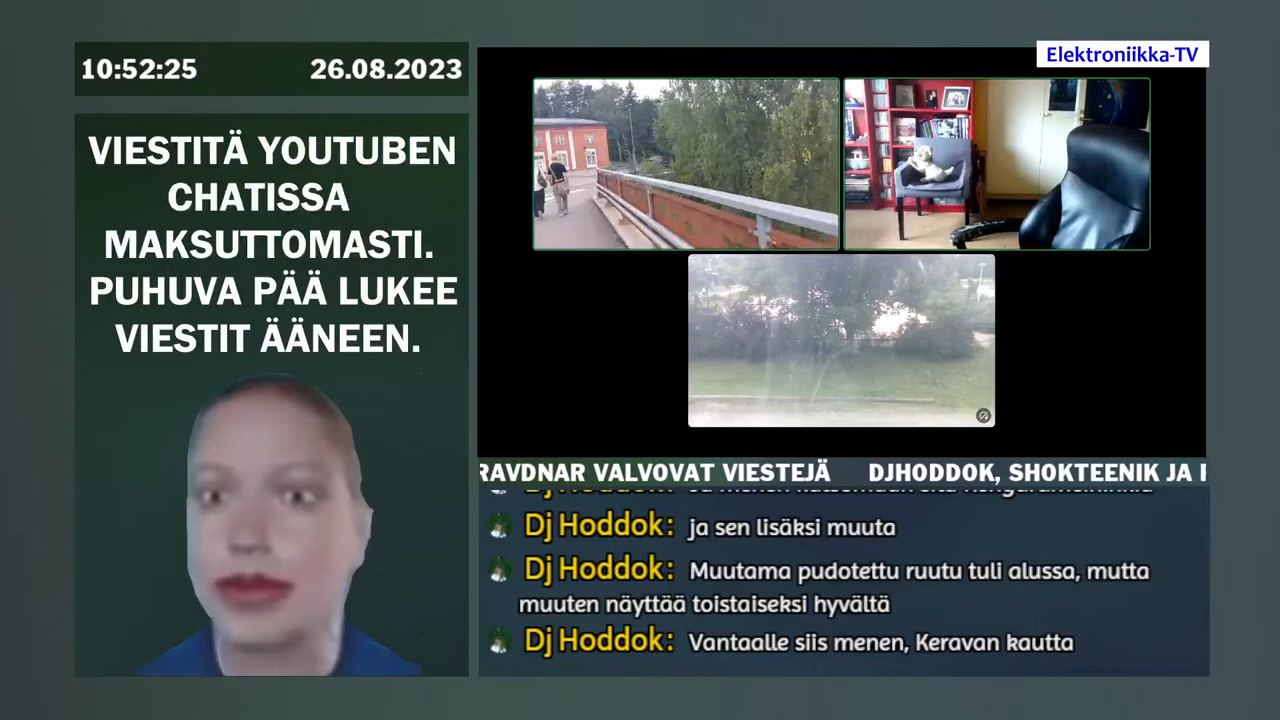 10:52:25
26.08.2023
Elektroniikka-TV
VIESTITÄ YOUTUBEN
CHATISSA
MAKSUTTOMASTI.
PUHUVA PÄÄ LUKEE
VIESTIT ÄÄNEEN.
RAVDNAR VALVOVAT VIESTEJÄ DJHODDOK, SHOKTEENIK JA
Dj Hoddok:
Dj Hoddok: ja sen lisäksi muuta
Dj Hoddok: Muutama pudotettu ruutu tuli alussa, mutta
muuten näyttää toistaiseksi hyvältä
Dj Hoddok: Vantaalle siis menen, Keravan kautta